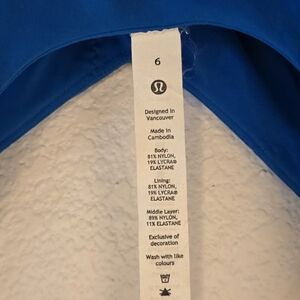 6
Designed in
Vancouver
Made in
Cambodia
Body:
81% NYLON,
19% LYCRA®
ELASTANE
Lining:
81% NYLON,
19% LYCRA®
ELASTANE
Middle Layer:
89% NYLON,
11% ELASTANE
Exclusive of
decoration
Wash with like
colours